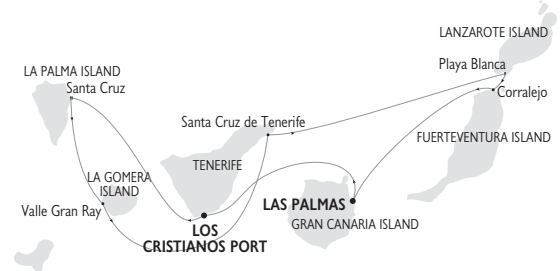 LANZAROTE ISLAND
Playa Blanca
LA PALMA ISLAND
Santa Cruz
Corralejo
Santa Cruz de Tenerife
FUERTEVENTURA ISLAND
TENERIFE
LA GOMERA
ISLAND
LAS PALMAS
Valle Gran Ray
GRAN CANARIA ISLAND
LOS
CRISTIANOS PORT